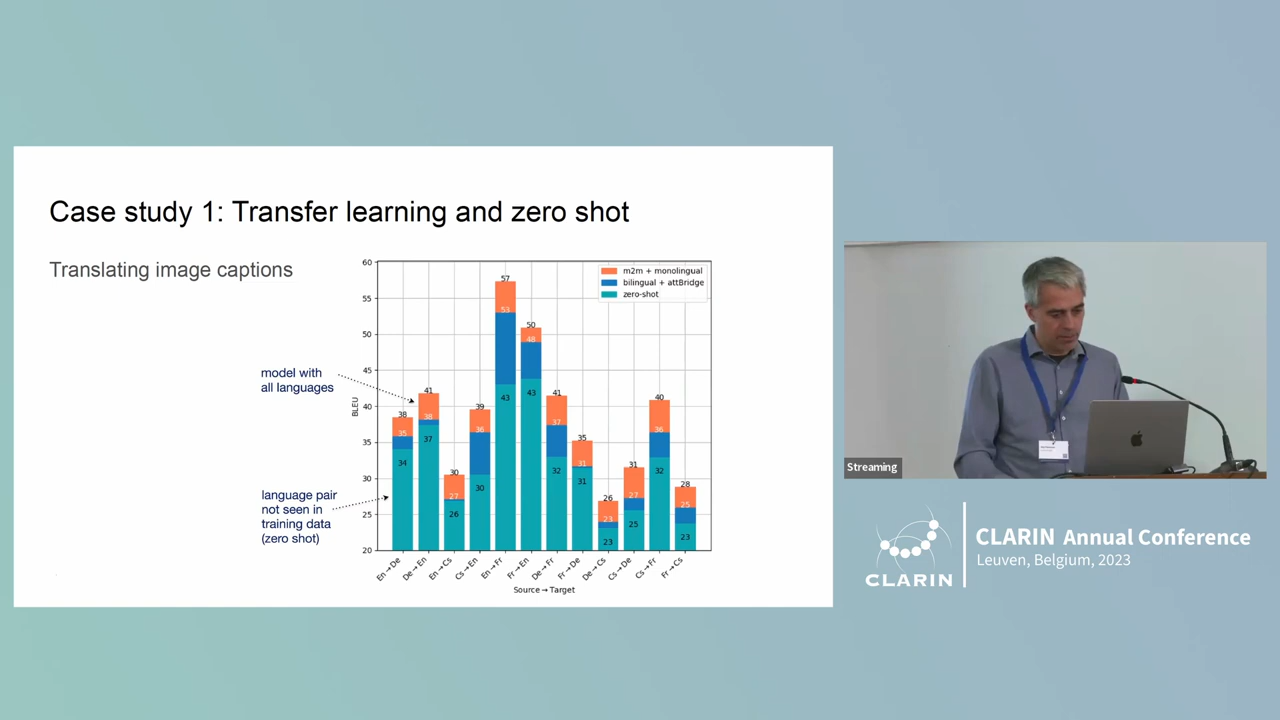 Case study 1: Transfer learning and zero shot
Translating image captions
model with
all languages
language pair
not seen in
training data
(zero shot)
m2m + monolingual
bilingual + attBridge
zero-shot
BLEU
60
55
50
45
40
35
30
25
20
38
35
34
41
38
37
30
27
26
39
36
30
57
53
43
50
48
43
41
37
32
35
31
31
26
23
23
31
27
25
40
36
32
28
25
23
En→De
De→En
En→Cs
Cs→En
En→Fr
Fr→En
De→Fr
Fr→De
De→Cs
Cs→De
Cs→Fr
Fr→Cs
Source→Target
Streaming
CLARIN
CLARIN Annual Conference
Leuven, Belgium, 2023